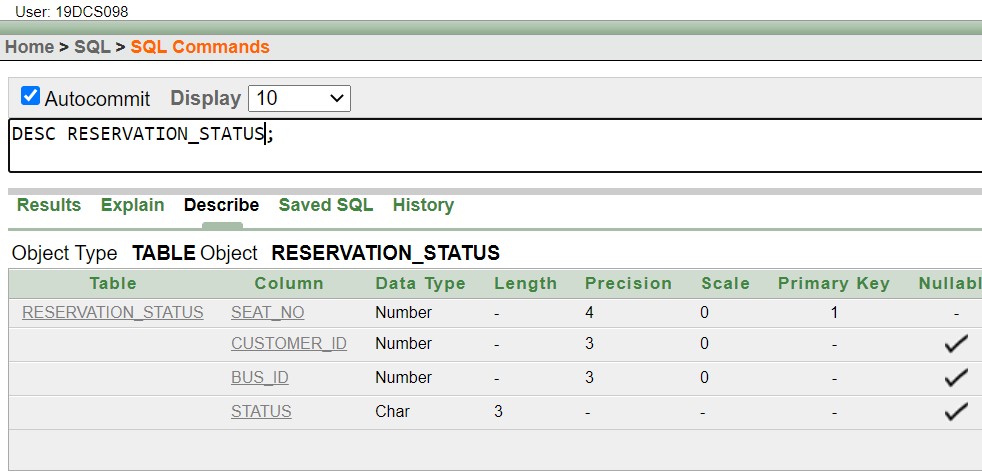 User: 19DCS098
Home > SQL > SQL Commands
Autocommit Display 10
DESC RESERVATION_STATUS;
Results Explain Describe Saved SQL History
Object Type TABLE Object RESERVATION_STATUS
Table Column Data Type Length Precision Scale Primary Key Nullabl
RESERVATION_STATUS SEAT_NO Number - 4 0 1 -
CUSTOMER_ID Number - 3 0 -
BUS_ID Number - 3 0 -
STATUS Char 3 - - -